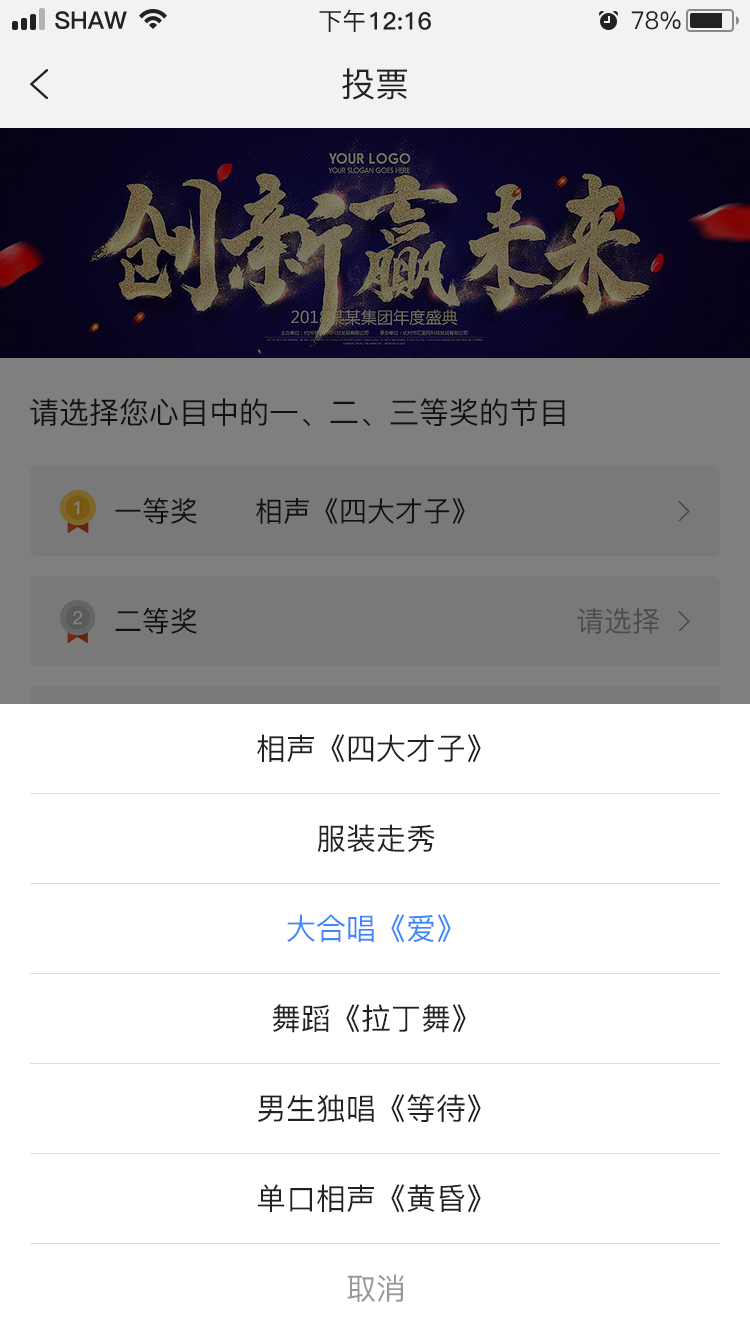 SHAW 下午12:16 78%
投票
YOUR LOGO
YOUR SLOGAN GOES HERE
创新赢未来
2018某某集团年度盛典
请选择您心目中的一、二、三等奖的节目
1 一等奖 相声《四大才子》
2 二等奖 请选择
相声《四大才子》
服装走秀
大合唱《爱》
舞蹈《拉丁舞》
男生独唱《等待》
单口相声《黄昏》
取消